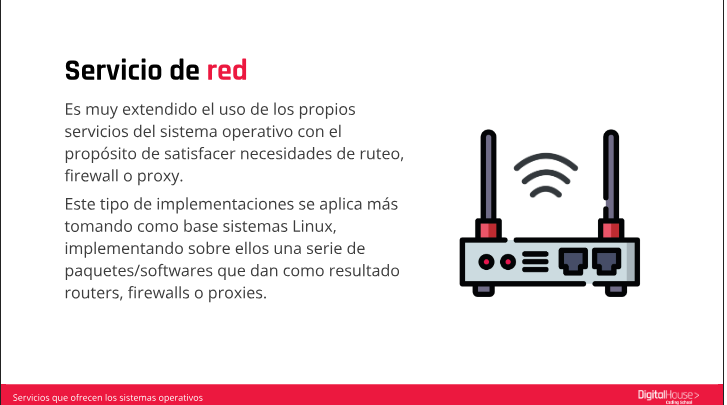 Servicio de red
Es muy extendido el uso de los propios
servicios del sistema operativo con el
propósito de satisfacer necesidades de ruteo,
firewall o proxy.
Este tipo de implementaciones se aplica más
tomando como base sistemas Linux,
implementando sobre ellos una serie de
paquetes/softwares que dan como resultado
routers, firewalls o proxies.
Servicios que ofrecen los sistemas operativos
DigitalHouse>
Coding School